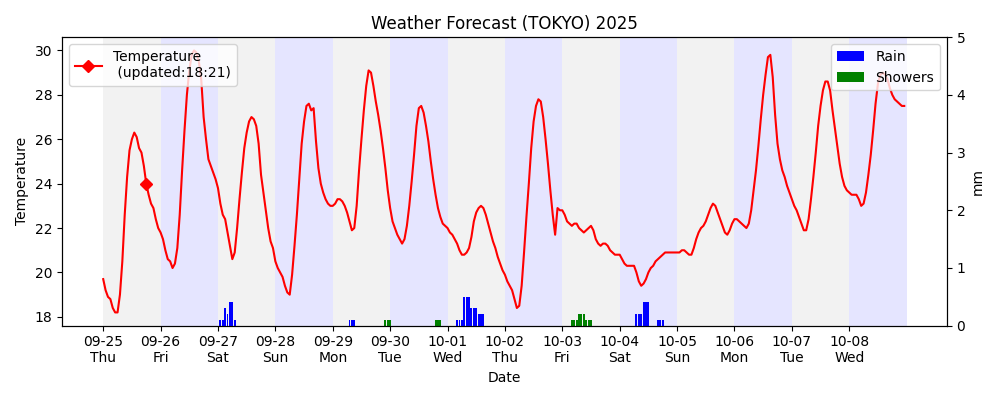 Weather Forecast (TOKYO) 2025
Temperature
(updated:18:21)
Rain
Showers
Temperature
30
28
26
24
22
20
18
5
4
3
2
1
0
mm
09-25 09-26 09-27 09-28 09-29 09-30 10-01 10-02 10-03 10-04 10-05 10-06 10-07 10-08
Thu Fri Sat Sun Mon Tue Wed Thu Fri Sat Sun Mon Tue Wed
Date